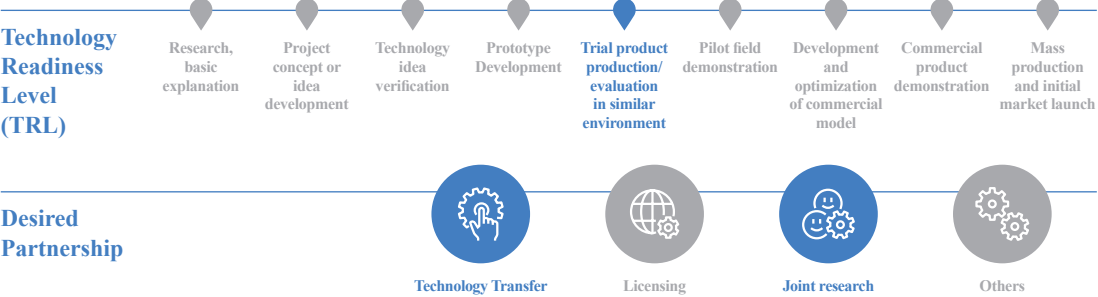 Technology
Readiness
Level
(TRL)
Research,
basic
explanation
Project
concept or
idea
development
Technology
idea
verification
Prototype
Development
Trial product
production/
evaluation
in similar
environment
Pilot field
demonstration
Development
and
optimization
of commercial
model
Commercial
product
demonstration
Mass
production
and initial
market launch
Desired
Partnership
Technology Transfer
Licensing
Joint research
Others